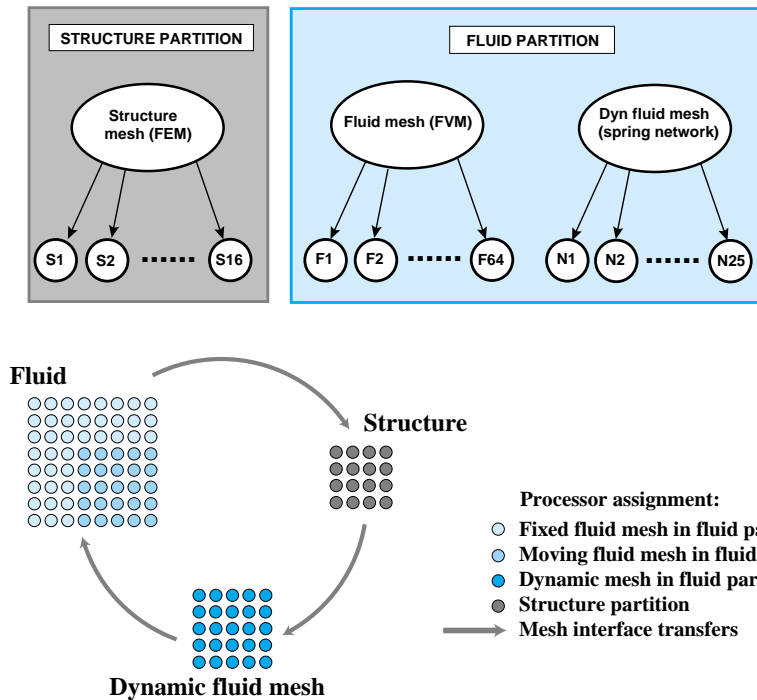 STRUCTURE PARTITION
FLUID PARTITION
Structure
mesh (FEM)
Fluid mesh (FVM)
Dyn fluid mesh
(spring network)
S1 S2 ...... S16
F1 F2 ...... F64
N1 N2 ...... N25
Fluid
Structure
Dynamic fluid mesh
Processor assignment:
Fixed fluid mesh in fluid
Moving fluid mesh in fluid
Dynamic mesh in fluid
Structure partition
Mesh interface transfers